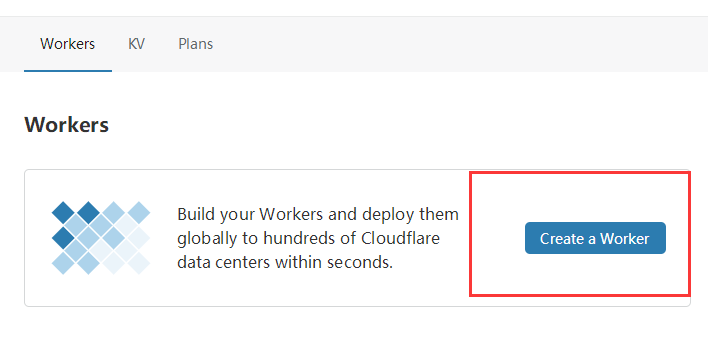 Workers KV Plans
Workers
Build your Workers and deploy them
globally to hundreds of Cloudflare
data centers within seconds.
Create a Worker